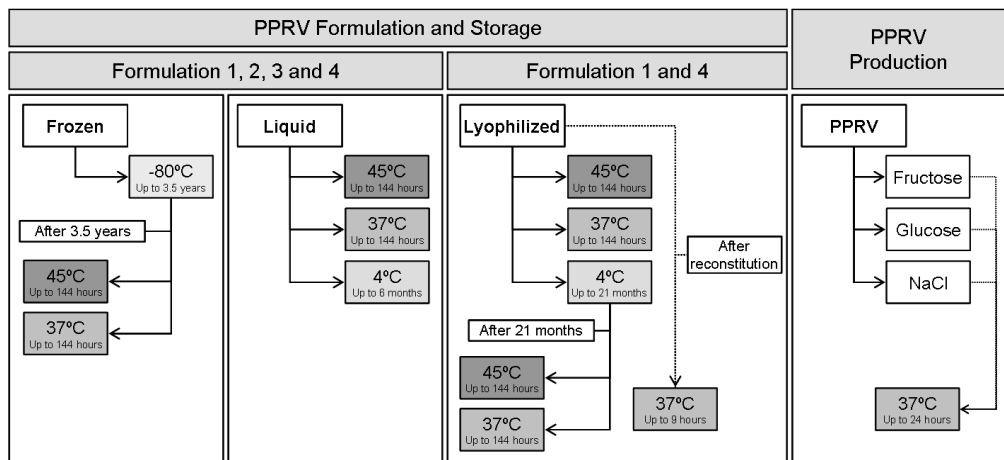 PPRV Formulation and Storage
PPRV
Production
Formulation 1, 2, 3 and 4
Formulation 1 and 4
Frozen
-80ºC
Up to 3.5 years
After 3.5 years
45ºC
Up to 144 hours
37ºC
Up to 144 hours
Liquid
45ºC
Up to 144 hours
37ºC
Up to 144 hours
4ºC
Up to 6 months
Lyophilized
45ºC
Up to 144 hours
37ºC
Up to 144 hours
4ºC
Up to 21 months
After
reconstitution
After 21 months
45ºC
Up to 144 hours
37ºC
Up to 144 hours
37ºC
Up to 9 hours
PPRV
Fructose
Glucose
NaCl
37ºC
Up to 24 hours